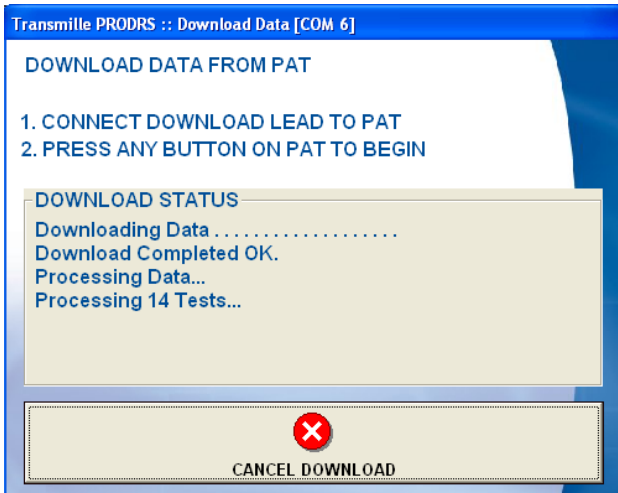 Transmille PRODRS :: Download Data [COM 6]
DOWNLOAD DATA FROM PAT
1. CONNECT DOWNLOAD LEAD TO PAT
2. PRESS ANY BUTTON ON PAT TO BEGIN
DOWNLOAD STATUS
Downloading Data . . . . . . . . . . . . . . . . . . .
Download Completed OK.
Processing Data...
Processing 14 Tests...
CANCEL DOWNLOAD